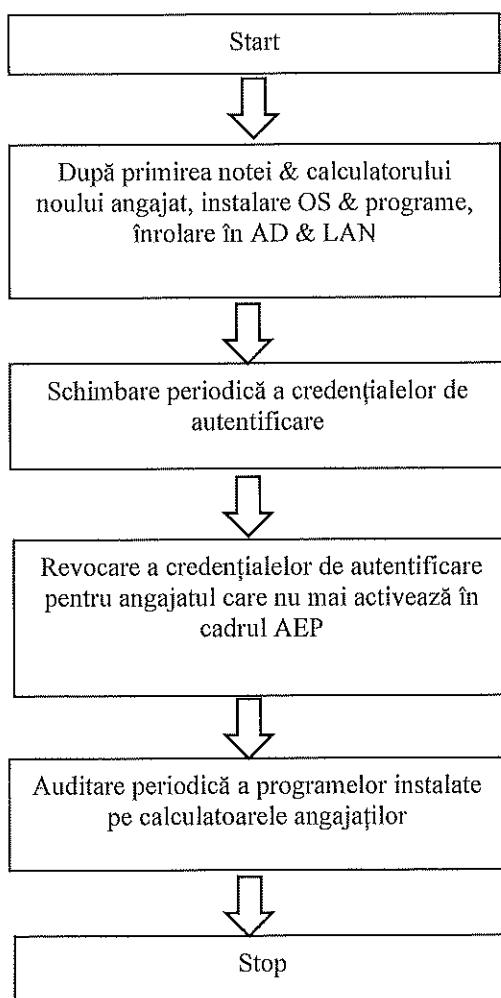 Start
După primirea notei & calculatorului
noului angajat, instalare OS & programe,
înrolare în AD & LAN
Schimbare periodică a credențialelor de
autentificare
Revocare a credențialelor de autentificare
pentru angajatul care nu mai activează în
cadrul AEP
Auditare periodică a programelor instalate
pe calculatoarele angajaților
Stop